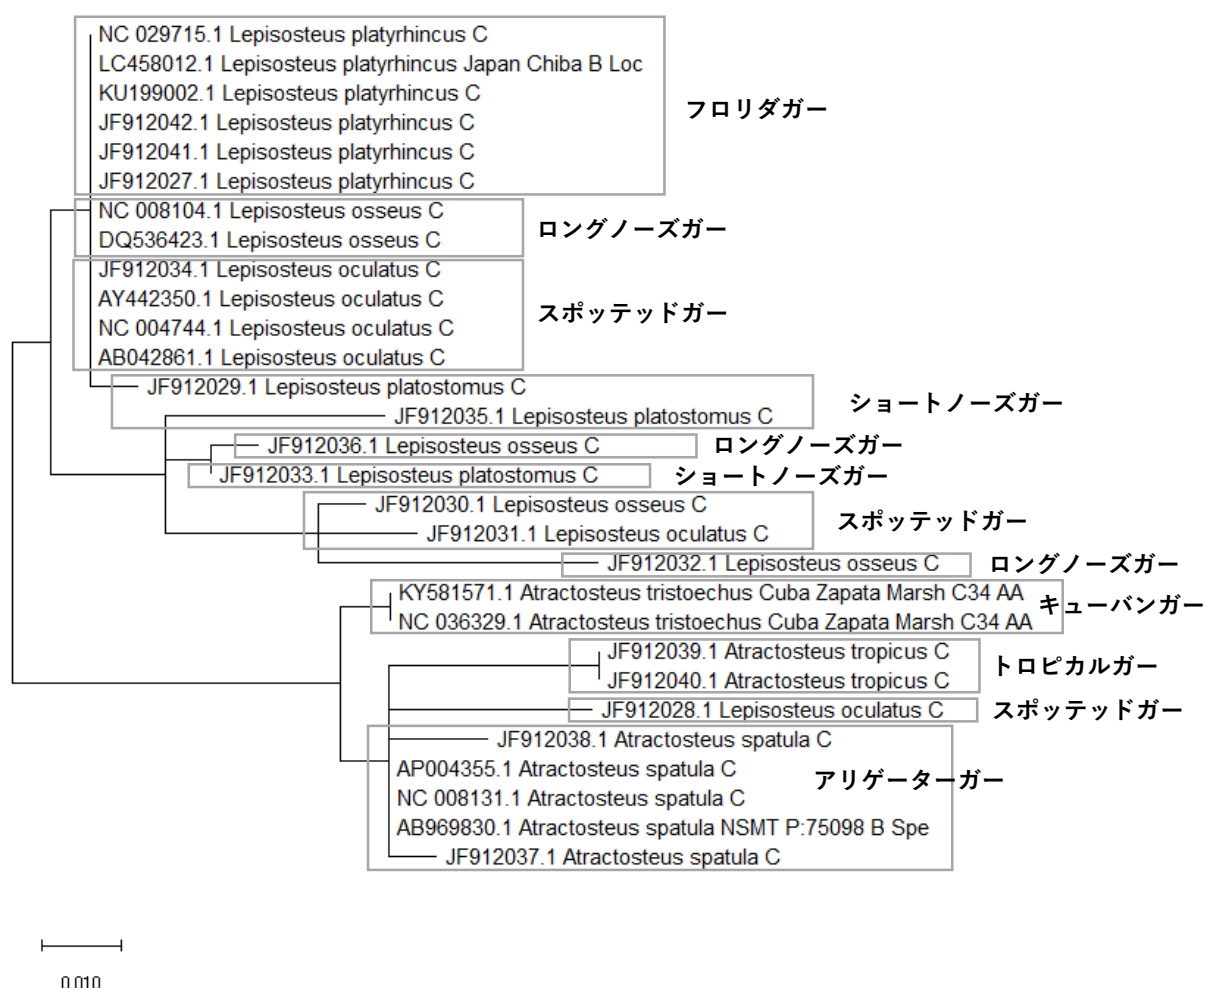 NC 029715.1 Lepisosteus platyrhincus C
LC458012.1 Lepisosteus platyrhincus Japan Chiba B Loc
KU199002.1 Lepisosteus platyrhincus C
フロリダガー
JF912042.1 Lepisosteus platyrhincus C
JF912041.1 Lepisosteus platyrhincus C
JF912027.1 Lepisosteus platyrhincus C
NC 008104.1 Lepisosteus osseus C
ロングノーズガー
DQ536423.1 Lepisosteus osseus C
JF912034.1 Lepisosteus oculatus C
AY442350.1 Lepisosteus oculatus C
スポッテッドガー
NC 004744.1 Lepisosteus oculatus C
AB042861.1 Lepisosteus oculatus C
JF912029.1 Lepisosteus platostomus C
ショートノーズガー
JF912035.1 Lepisosteus platostomus C
JF912036.1 Lepisosteus osseus C
ロングノーズガー
JF912033.1 Lepisosteus platostomus C
ショートノーズガー
JF912030.1 Lepisosteus osseus C
スポッテッドガー
JF912031.1 Lepisosteus oculatus C
JF912032.1 Lepisosteus osseus C
ロングノーズガー
KY581571.1 Atractosteus tristoechus Cuba Zapata Marsh C34 AA
キューバンガー
NC 036329.1 Atractosteus tristoechus Cuba Zapata Marsh C34 AA
JF912039.1 Atractosteus tropicus C
トロピカルガー
JF912040.1 Atractosteus tropicus C
JF912028.1 Lepisosteus oculatus C
スポッテッドガー
JF912038.1 Atractosteus spatula C
AP004355.1 Atractosteus spatula C
アリゲーターガー
NC 008131.1 Atractosteus spatula C
AB969830.1 Atractosteus spatula NSMT P:75098 B Spe
JF912037.1 Atractosteus spatula C
0.010